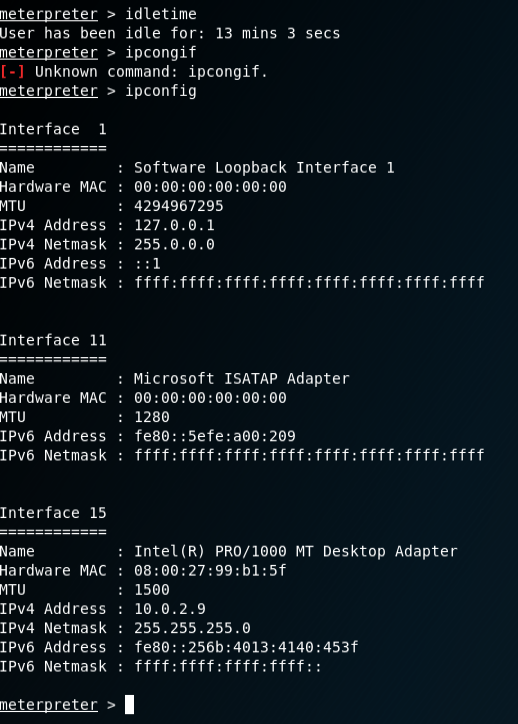 meterpreter > idletime
User has been idle for: 13 mins 3 secs
meterpreter > ipcongif
[-] Unknown command: ipcongif.
meterpreter > ipconfig
Interface  1
============
Name         : Software Loopback Interface 1
Hardware MAC : 00:00:00:00:00:00
MTU          : 4294967295
IPv4 Address : 127.0.0.1
IPv4 Netmask : 255.0.0.0
IPv6 Address : ::1
IPv6 Netmask : ffff:ffff:ffff:ffff:ffff:ffff:ffff:ffff
Interface 11
============
Name         : Microsoft ISATAP Adapter
Hardware MAC : 00:00:00:00:00:00
MTU          : 1280
IPv6 Address : fe80::5efe:a00:209
IPv6 Netmask : ffff:ffff:ffff:ffff:ffff:ffff:ffff:ffff
Interface 15
============
Name         : Intel(R) PRO/1000 MT Desktop Adapter
Hardware MAC : 08:00:27:99:b1:5f
MTU          : 1500
IPv4 Address : 10.0.2.9
IPv4 Netmask : 255.255.255.0
IPv6 Address : fe80::256b:4013:4140:453f
IPv6 Netmask : ffff:ffff:ffff:ffff::
meterpreter >